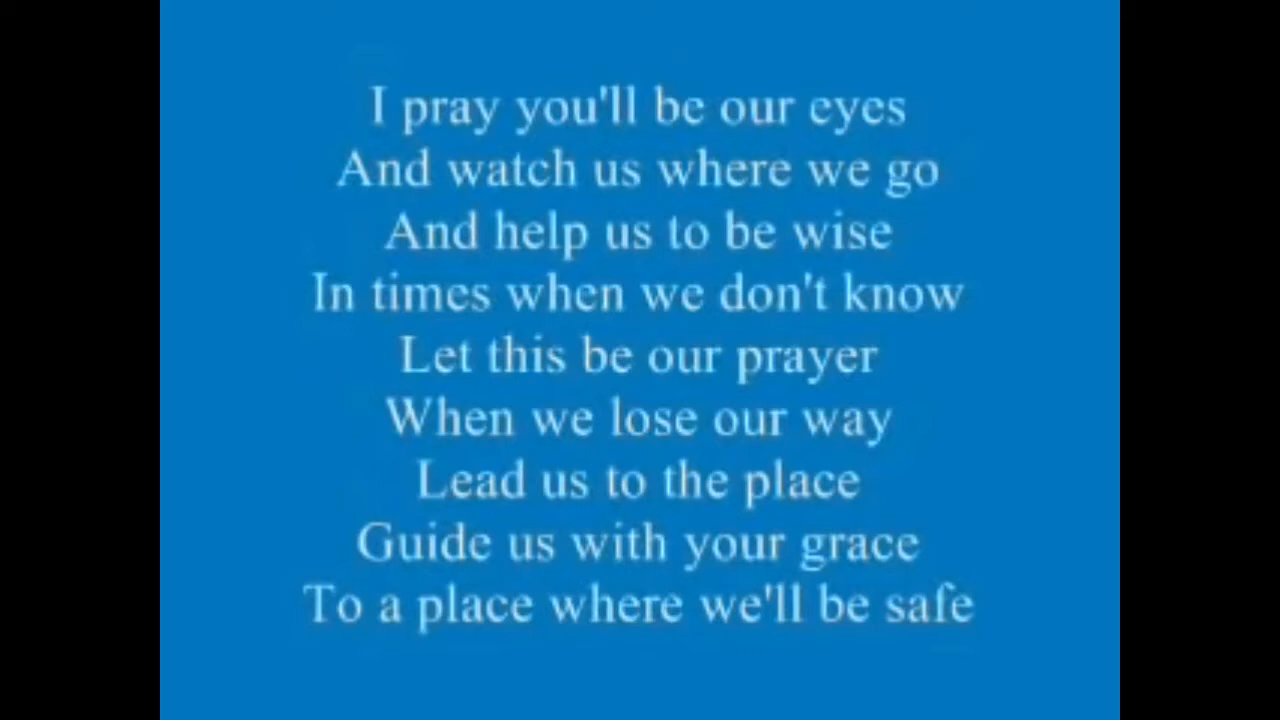 I pray you'll be our eyes
And watch us where we go
And help us to be wise
In times when we don't know
Let this be our prayer
When we lose our way
Lead us to the place
Guide us with your grace
To a place where we'll be safe